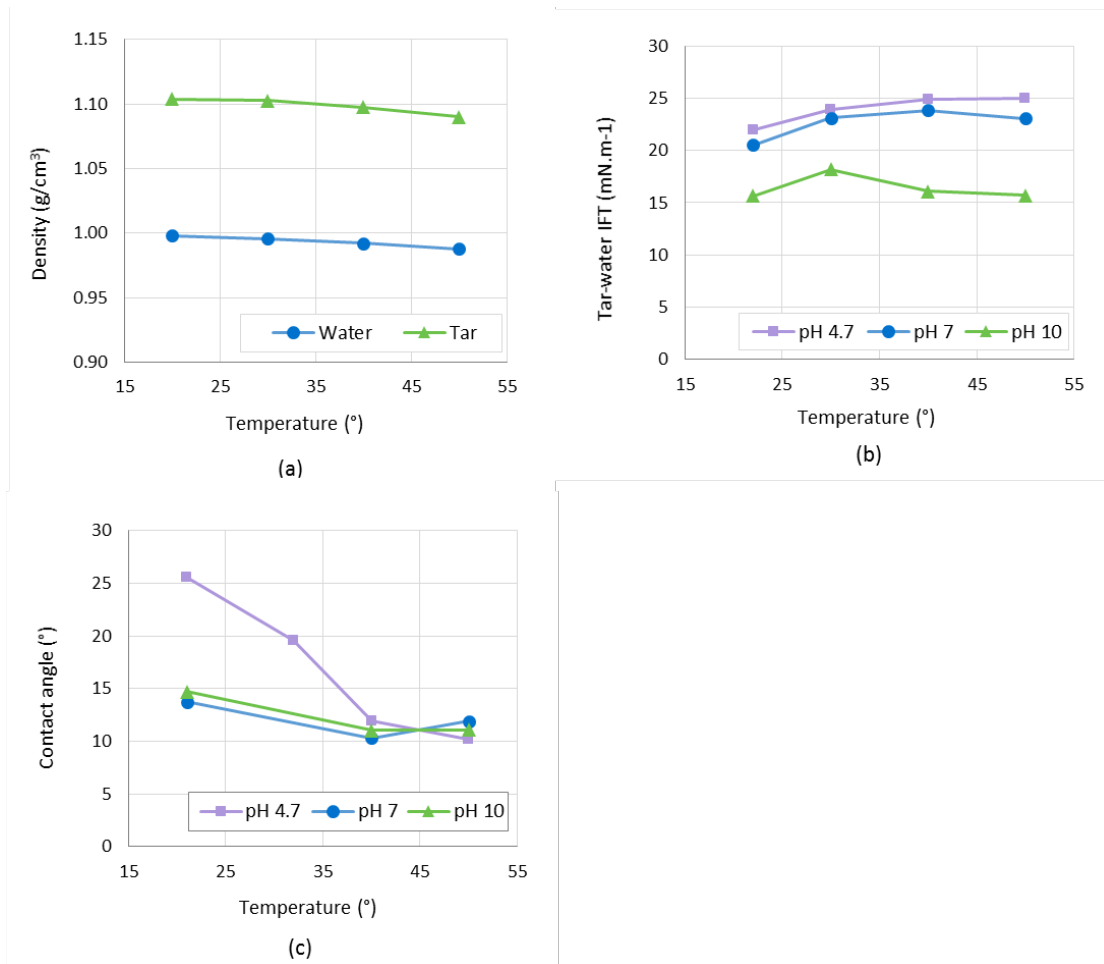 1.15
1.10
1.05
1.00
0.95
0.90
Density (g/cm³)
Water Tar
15 25 35 45 55
Temperature (°)
(a)
30
25
20
15
10
5
0
Tar-water IFT (mN.m-1)
pH 4.7 pH 7 pH 10
15 25 35 45 55
Temperature (°)
(b)
30
25
20
15
10
5
0
Contact angle (°)
pH 4.7 pH 7 pH 10
15 25 35 45 55
Temperature (°)
(c)